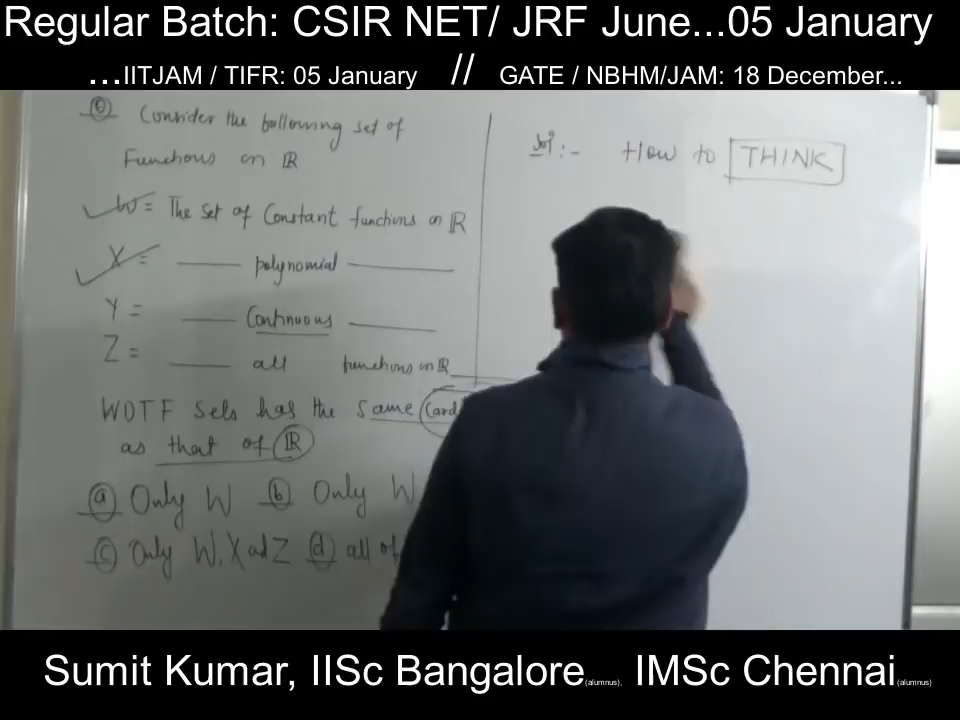 Regular Batch: CSIR NET/ JRF June...05 January
...IITJAM / TIFR: 05 January // GATE / NBHM/JAM: 18 December...
Q Consider the following set of
Functions on ℝ
W = The set of Constant functions on ℝ
X = —— polynomial ——
Y = —— Continuous ——
Z = —— all functions on ℝ
WOTF sets has the same Card
as that of ℝ
ⓐ Only W ⓑ Only W,
ⓒ Only W, X and Z ⓓ all of
Sol :- How to THINK
Sumit Kumar, IISc Bangalore(alumnus), IMSc Chennai(alumnus)